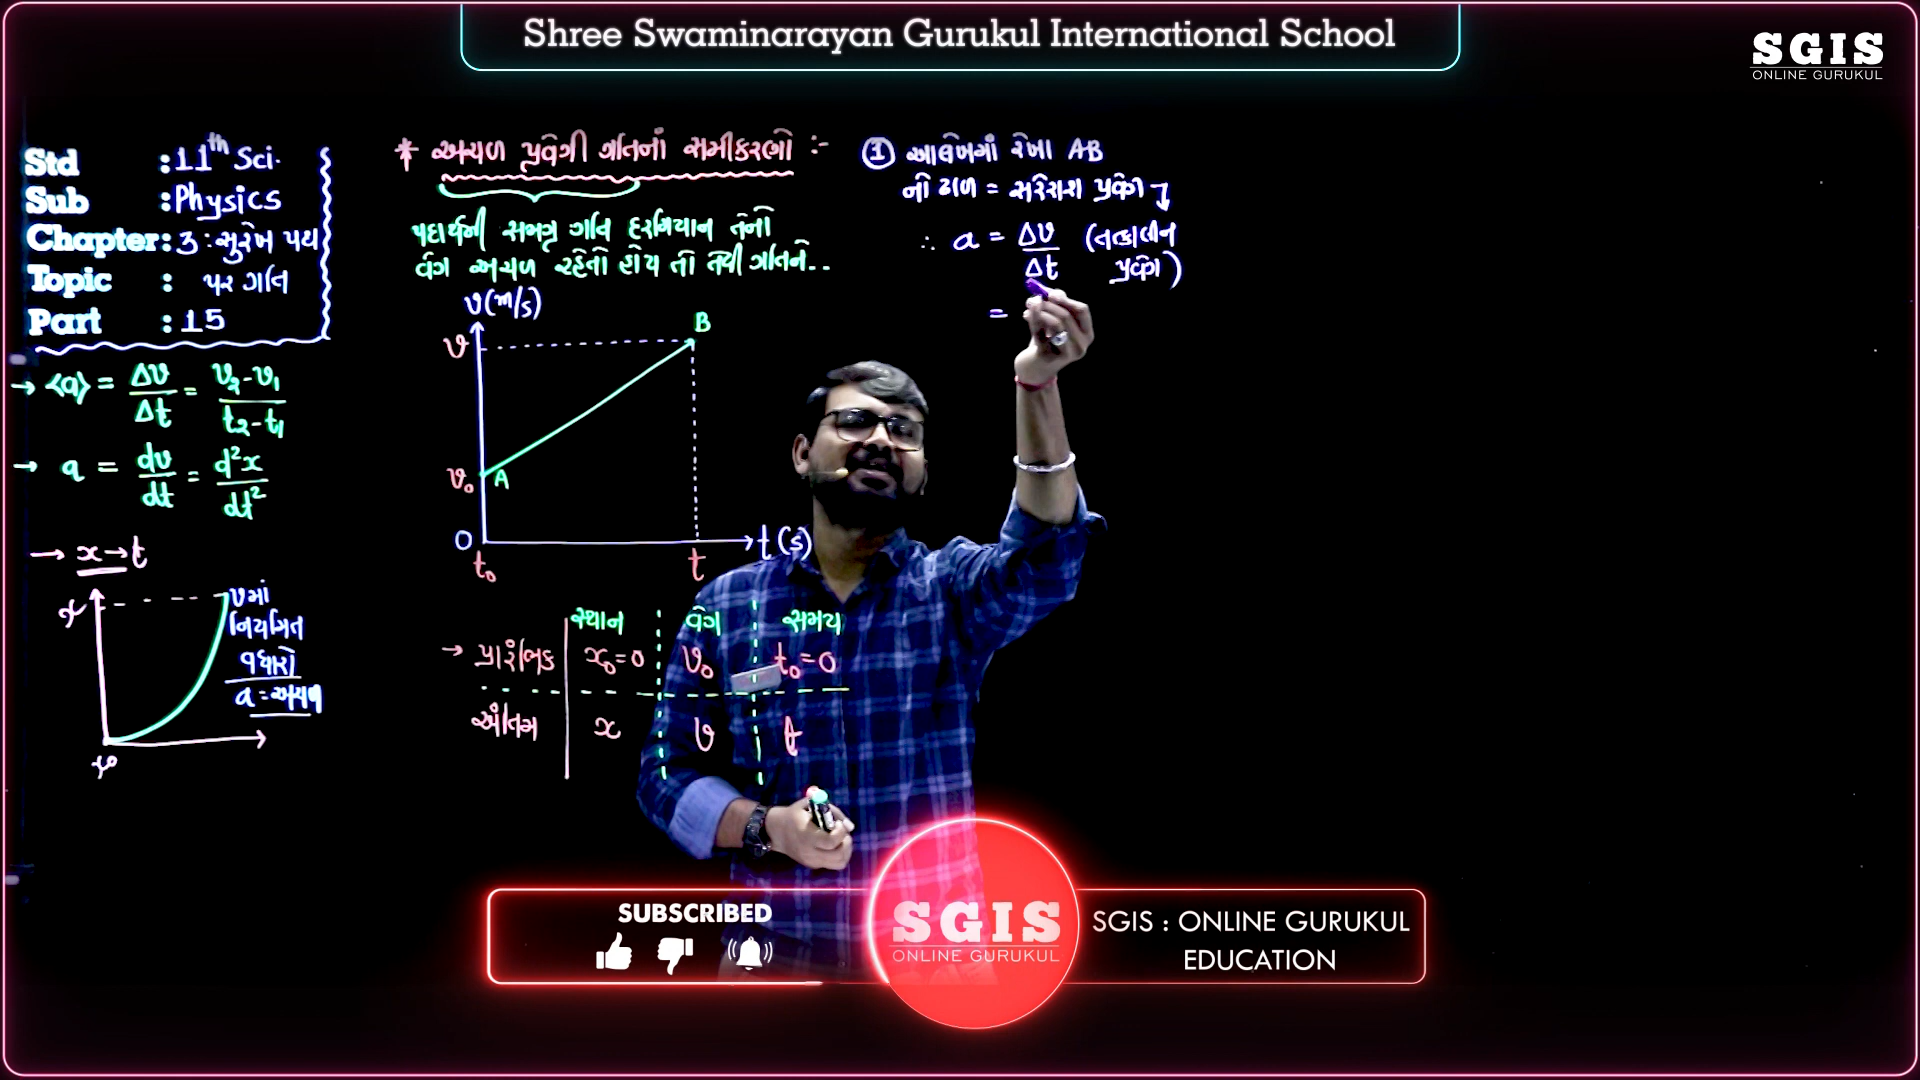 Shree Swaminarayan Gurukul International School
SGIS
ONLINE GURUKUL
Std : 11th Sci.
Sub : Physics
Chapter : 3 : સુરેખ પથ
Topic : પર ગતિ
Part : 15
→ <a> = Δv/Δt = v₂-v₁/t₂-t₁
→ a = dv/dt = d²x/dt²
→ x→t
x
vમાં
નિયમિત
વધારો
a = અચળ
* અચળ પ્રવેગી ગતિનાં સમીકરણો :-
પદાર્થની સમગ્ર ગતિ દરમિયાન તેનો
વેગ અચળ રહેતો હોય તો તેવી ગતિને..
v(m/s)
v
B
v₀ A
O
t (s)
t₀ t
સ્થાન વેગ સમય
→ પ્રારંભિક x₀=0 v₀ t₀=0
અંતિમ x v t
① આલેખમાં રેખા AB
નો ઢાળ = સરેરાશ પ્રવેગ
∴ a = Δv/Δt (તત્કાલીન
પ્રવેગ)
=
SUBSCRIBED
SGIS
ONLINE GURUKUL
SGIS : ONLINE GURUKUL
EDUCATION